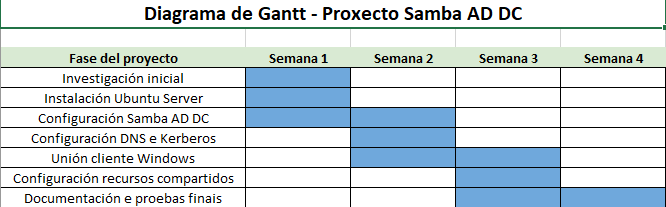 Diagrama de Gantt - Proxecto Samba AD DC
Fase del proyecto Semana 1 Semana 2 Semana 3 Semana 4
Investigación inicial
Instalación Ubuntu Server
Configuración Samba AD DC
Configuración DNS e Kerberos
Unión cliente Windows
Configuración recursos compartidos
Documentación e pruebas finais